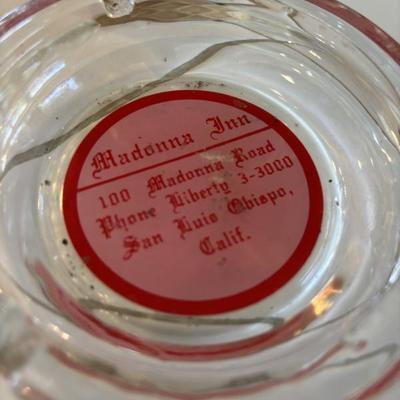 Madonna Inn
100 Madonna Road
Phone Liberty 3-3000
San Luis Obispo,
Calif.